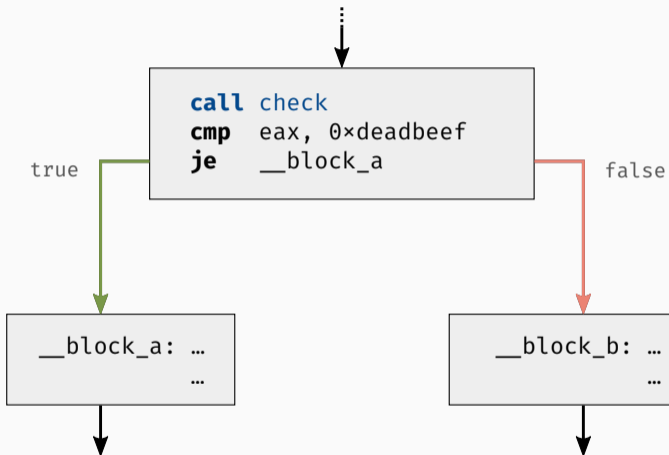 call check
cmp eax, 0×deadbeef
je __block_a
true
false
__block_a: …
…
__block_b: …
…